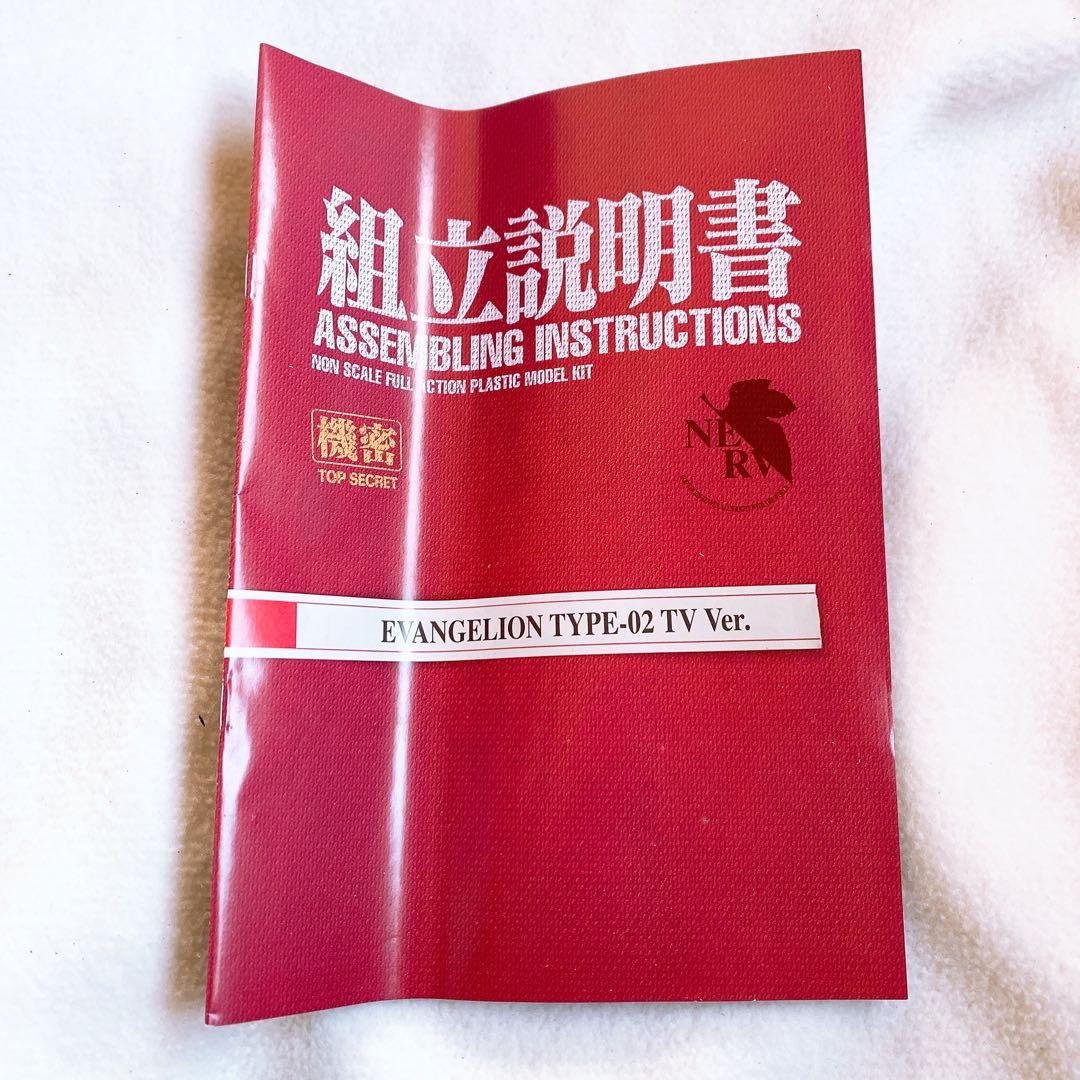 組立説明書
ASSEMBLING INSTRUCTIONS
NON SCALE FULL ACTION PLASTIC MODEL KIT
機密
TOP SECRET
NERV
EVANGELION TYPE-02 TV Ver.